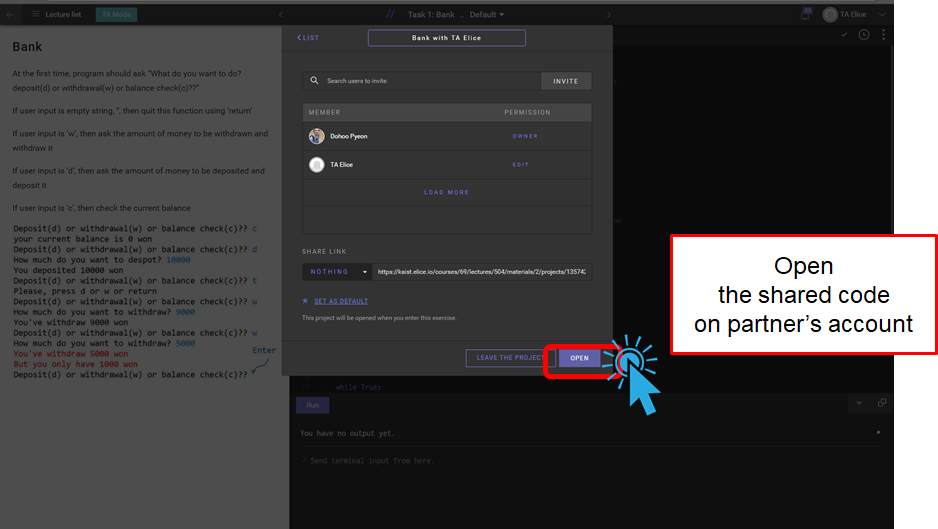 Lecture list
TA Mode
Task 1: Bank
Default
TA Elice
Bank
At the first time, program should ask "What do you want to do?
deposit(d) or withdrawal(w) or balance check(c)??"
If user input is empty string, '', then quit this function using 'return'
If user input is 'w', then ask the amount of money to be withdrawn and
withdraw it
If user input is 'd', then ask the amount of money to be deposited and
deposit it
If user input is 'c', then check the current balance
Deposit(d) or withdrawal(w) or balance check(c)?? c
your current balance is 0 won
Deposit(d) or withdrawal(w) or balance check(c)?? d
How much do you want to despot? 10000
You deposited 10000 won
Deposit(d) or withdrawal(w) or balance check(c)?? t
Please, press d or w or return
Deposit(d) or withdrawal(w) or balance check(c)?? w
How much do you want to withdraw? 9000
You've withdraw 9000 won
Deposit(d) or withdrawal(w) or balance check(c)?? w
How much do you want to withdraw? 5000
You've withdraw 5000 won
But you only have 1000 won
Enter
Deposit(d) or withdrawal(w) or balance check(c)??
LIST
Bank with TA Elice
Search users to invite.
INVITE
MEMBER PERMISSION
Dohoo Pyeon OWNER
TA Elice EDIT
LOAD MORE
SHARE LINK
NOTHING https://kaist.elice.io/courses/69/lectures/504/materials/2/projects/13574
SET AS DEFAULT
This project will be opened when you enter this exercise.
LEAVE THE PROJECT
OPEN
while True:
Run
You have no output yet.
Send terminal input from here.
Open
the shared code
on partner's account